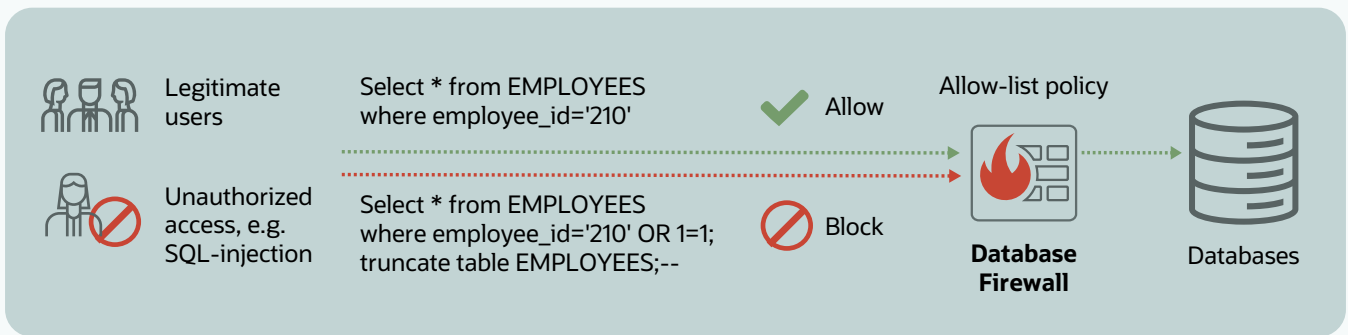 Legitimate
users
Select * from EMPLOYEES
where employee_id='210'
Allow
Allow-list policy
Unauthorized
access, e.g.
SQL-injection
Select * from EMPLOYEES
where employee_id='210' OR 1=1;
truncate table EMPLOYEES;--
Block
Database
Firewall
Databases